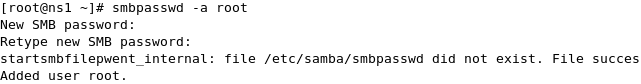 [root@ns1 ~]# smbpasswd -a root
New SMB password:
Retype new SMB password:
startsmbfilepwent_internal: file /etc/samba/smbpasswd did not exist. File succes
Added user root.